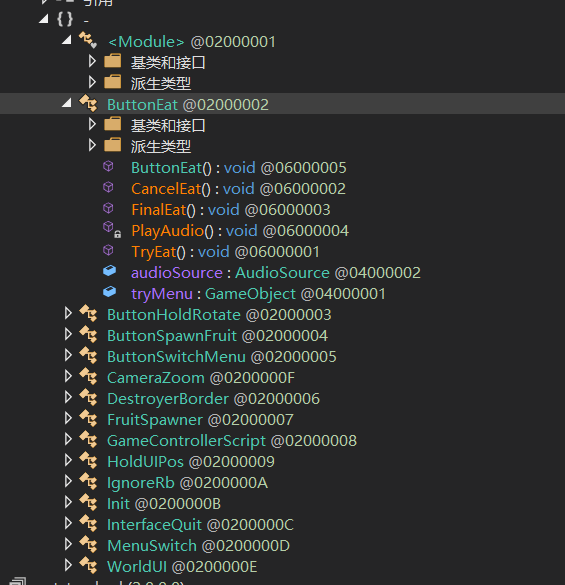 引用
{ } -
<Module> @02000001
基类和接口
派生类型
ButtonEat @02000002
基类和接口
派生类型
ButtonEat() : void @06000005
CancelEat() : void @06000002
FinalEat() : void @06000003
PlayAudio() : void @06000004
TryEat() : void @06000001
audioSource : AudioSource @04000002
tryMenu : GameObject @04000001
ButtonHoldRotate @02000003
ButtonSpawnFruit @02000004
ButtonSwitchMenu @02000005
CameraZoom @0200000F
DestroyerBorder @02000006
FruitSpawner @02000007
GameControllerScript @02000008
HoldUIPos @02000009
IgnoreRb @0200000A
Init @0200000B
InterfaceQuit @0200000C
MenuSwitch @0200000D
WorldUI @0200000E